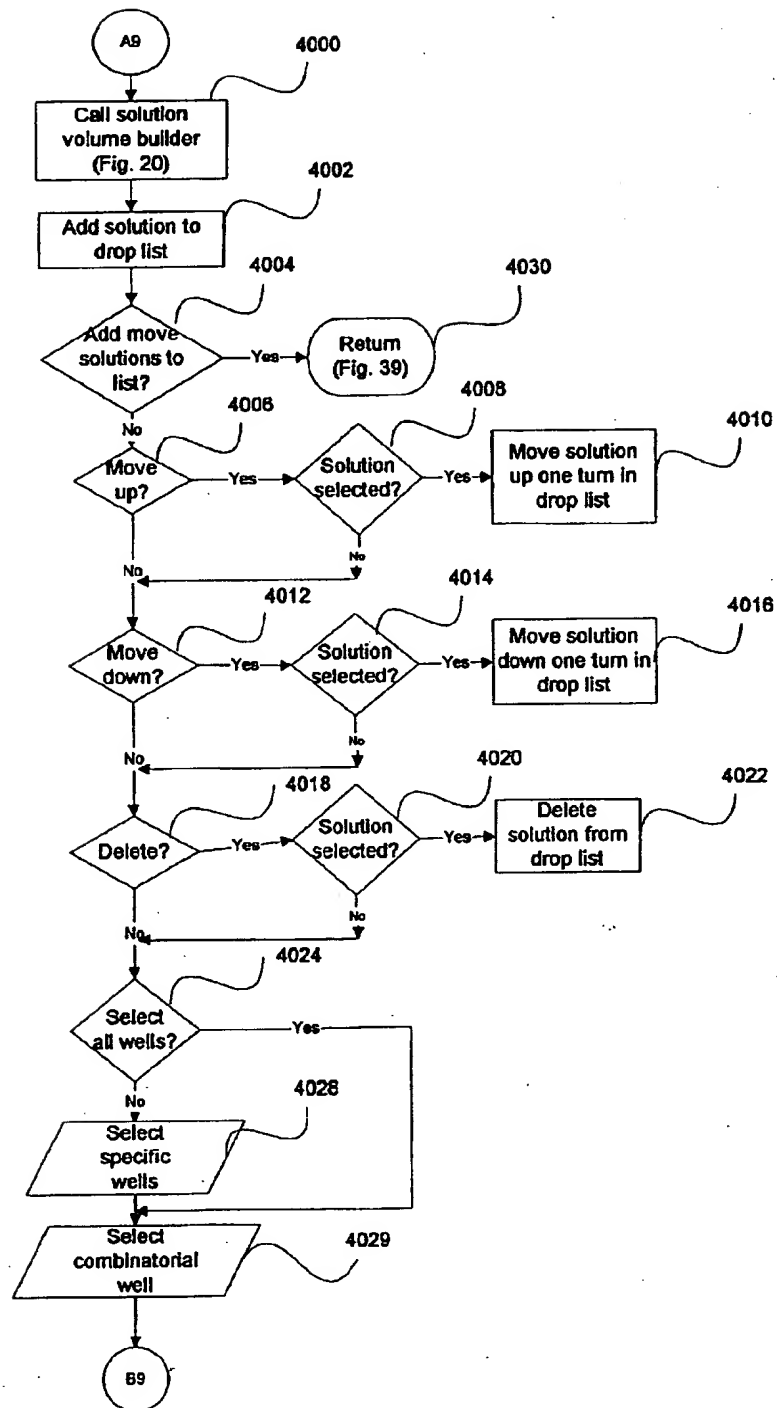 A9
4000
Call solution
volume builder
(Fig. 20)
4002
Add solution to
drop list
4004
Add move
solutions to
list?
Yes
Return
(Fig. 39)
4030
No
4006
Move
up?
Yes
4008
Solution
selected?
Yes
Move solution
up one turn in
drop list
4010
No
No
4012
Move
down?
Yes
4014
Solution
selected?
Yes
Move solution
down one turn in
drop list
4016
No
No
4018
Delete?
Yes
4020
Solution
selected?
Yes
Delete
solution from
drop list
4022
No
No
4024
Select
all wells?
Yes
No
4028
Select
specific
wells
Select
combinatorial
well
4029
B9